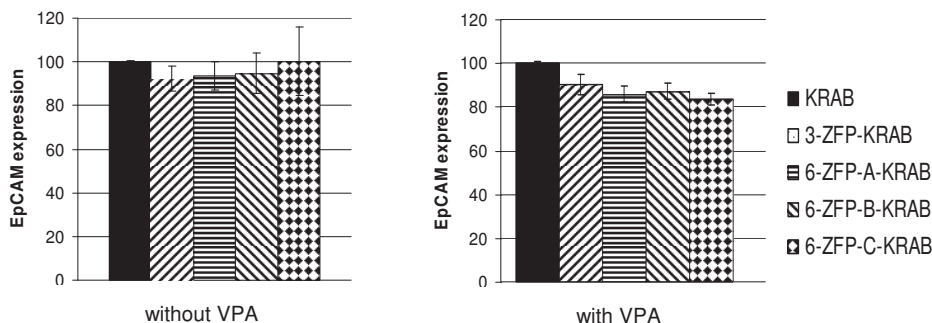 EpCAM expression
120
100
80
60
40
20
0
without VPA
EpCAM expression
120
100
80
60
40
20
0
with VPA
KRAB
3-ZFP-KRAB
6-ZFP-A-KRAB
6-ZFP-B-KRAB
6-ZFP-C-KRAB